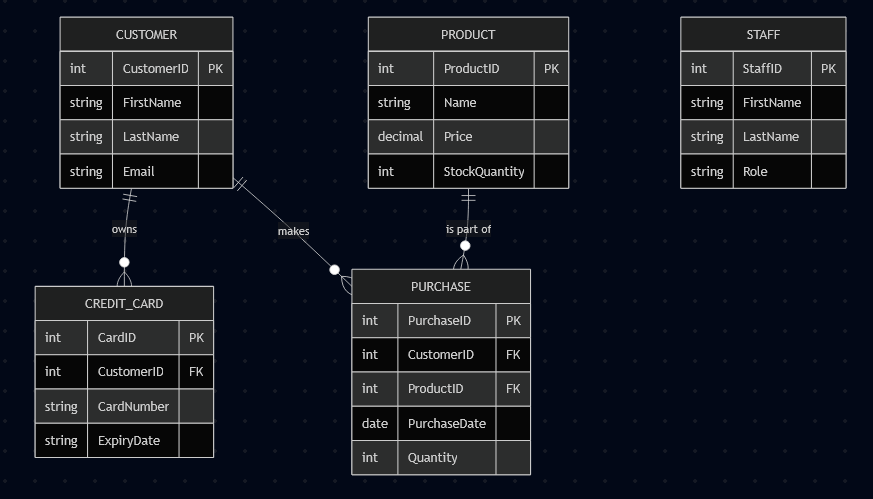 CUSTOMER
int CustomerID PK
string FirstName
string LastName
string Email
PRODUCT
int ProductID PK
string Name
decimal Price
int StockQuantity
STAFF
int StaffID PK
string FirstName
string LastName
string Role
owns
makes
is part of
CREDIT_CARD
int CardID PK
int CustomerID FK
string CardNumber
string ExpiryDate
PURCHASE
int PurchaseID PK
int CustomerID FK
int ProductID FK
date PurchaseDate
int Quantity